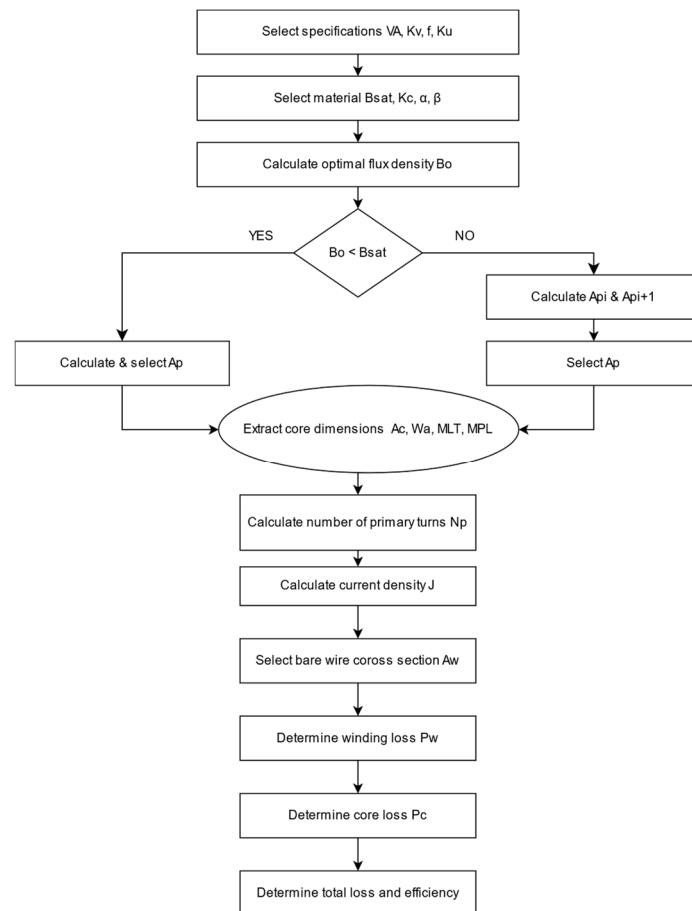 Select specifications VA, Kv, f, Ku
Select material Bsat, Kc, α, β
Calculate optimal flux density Bo
YES
NO
Bo < Bsat
Calculate Api & Api+1
Calculate & select Ap
Select Ap
Extract core dimensions Ac, Wa, MLT, MPL
Calculate number of primary turns Np
Calculate current density J
Select bare wire coross section Aw
Determine winding loss Pw
Determine core loss Pc
Determine total loss and efficiency